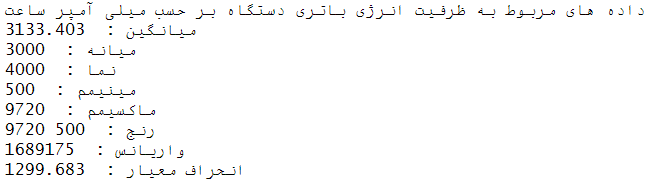 داده های مربوط به ظرفیت انرژی باتری دستگاه بر حسب میلی آمپر ساعت
میانگین : 3133.403
میانه : 3000
نما : 4000
مینیمم : 500
ماکسیمم : 9720
رنج : 500 9720
واریانس : 1689175
انحراف معیار : 1299.683